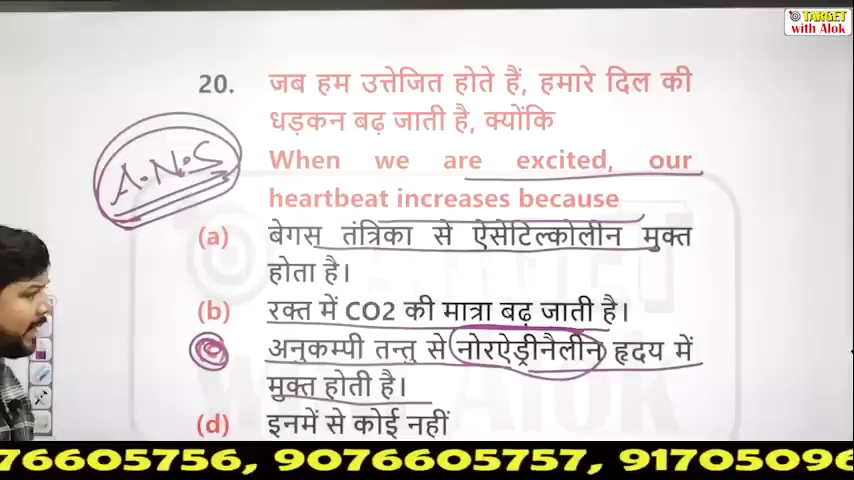 TARGET
with Alok
20. जब हम उत्तेजित होते हैं, हमारे दिल की
धड़कन बढ़ जाती है, क्योंकि
When we are excited, our
heartbeat increases because
A.N.S
(a) बेगस तंत्रिका से ऐसेटिल्कोलीन मुक्त
होता है।
(b) रक्त में CO2 की मात्रा बढ़ जाती है।
(c) अनुकम्पी तन्तु से नोरऐड्रीनैलीन हृदय में
मुक्त होती है।
(d) इनमें से कोई नहीं
76605756, 9076605757, 91705096